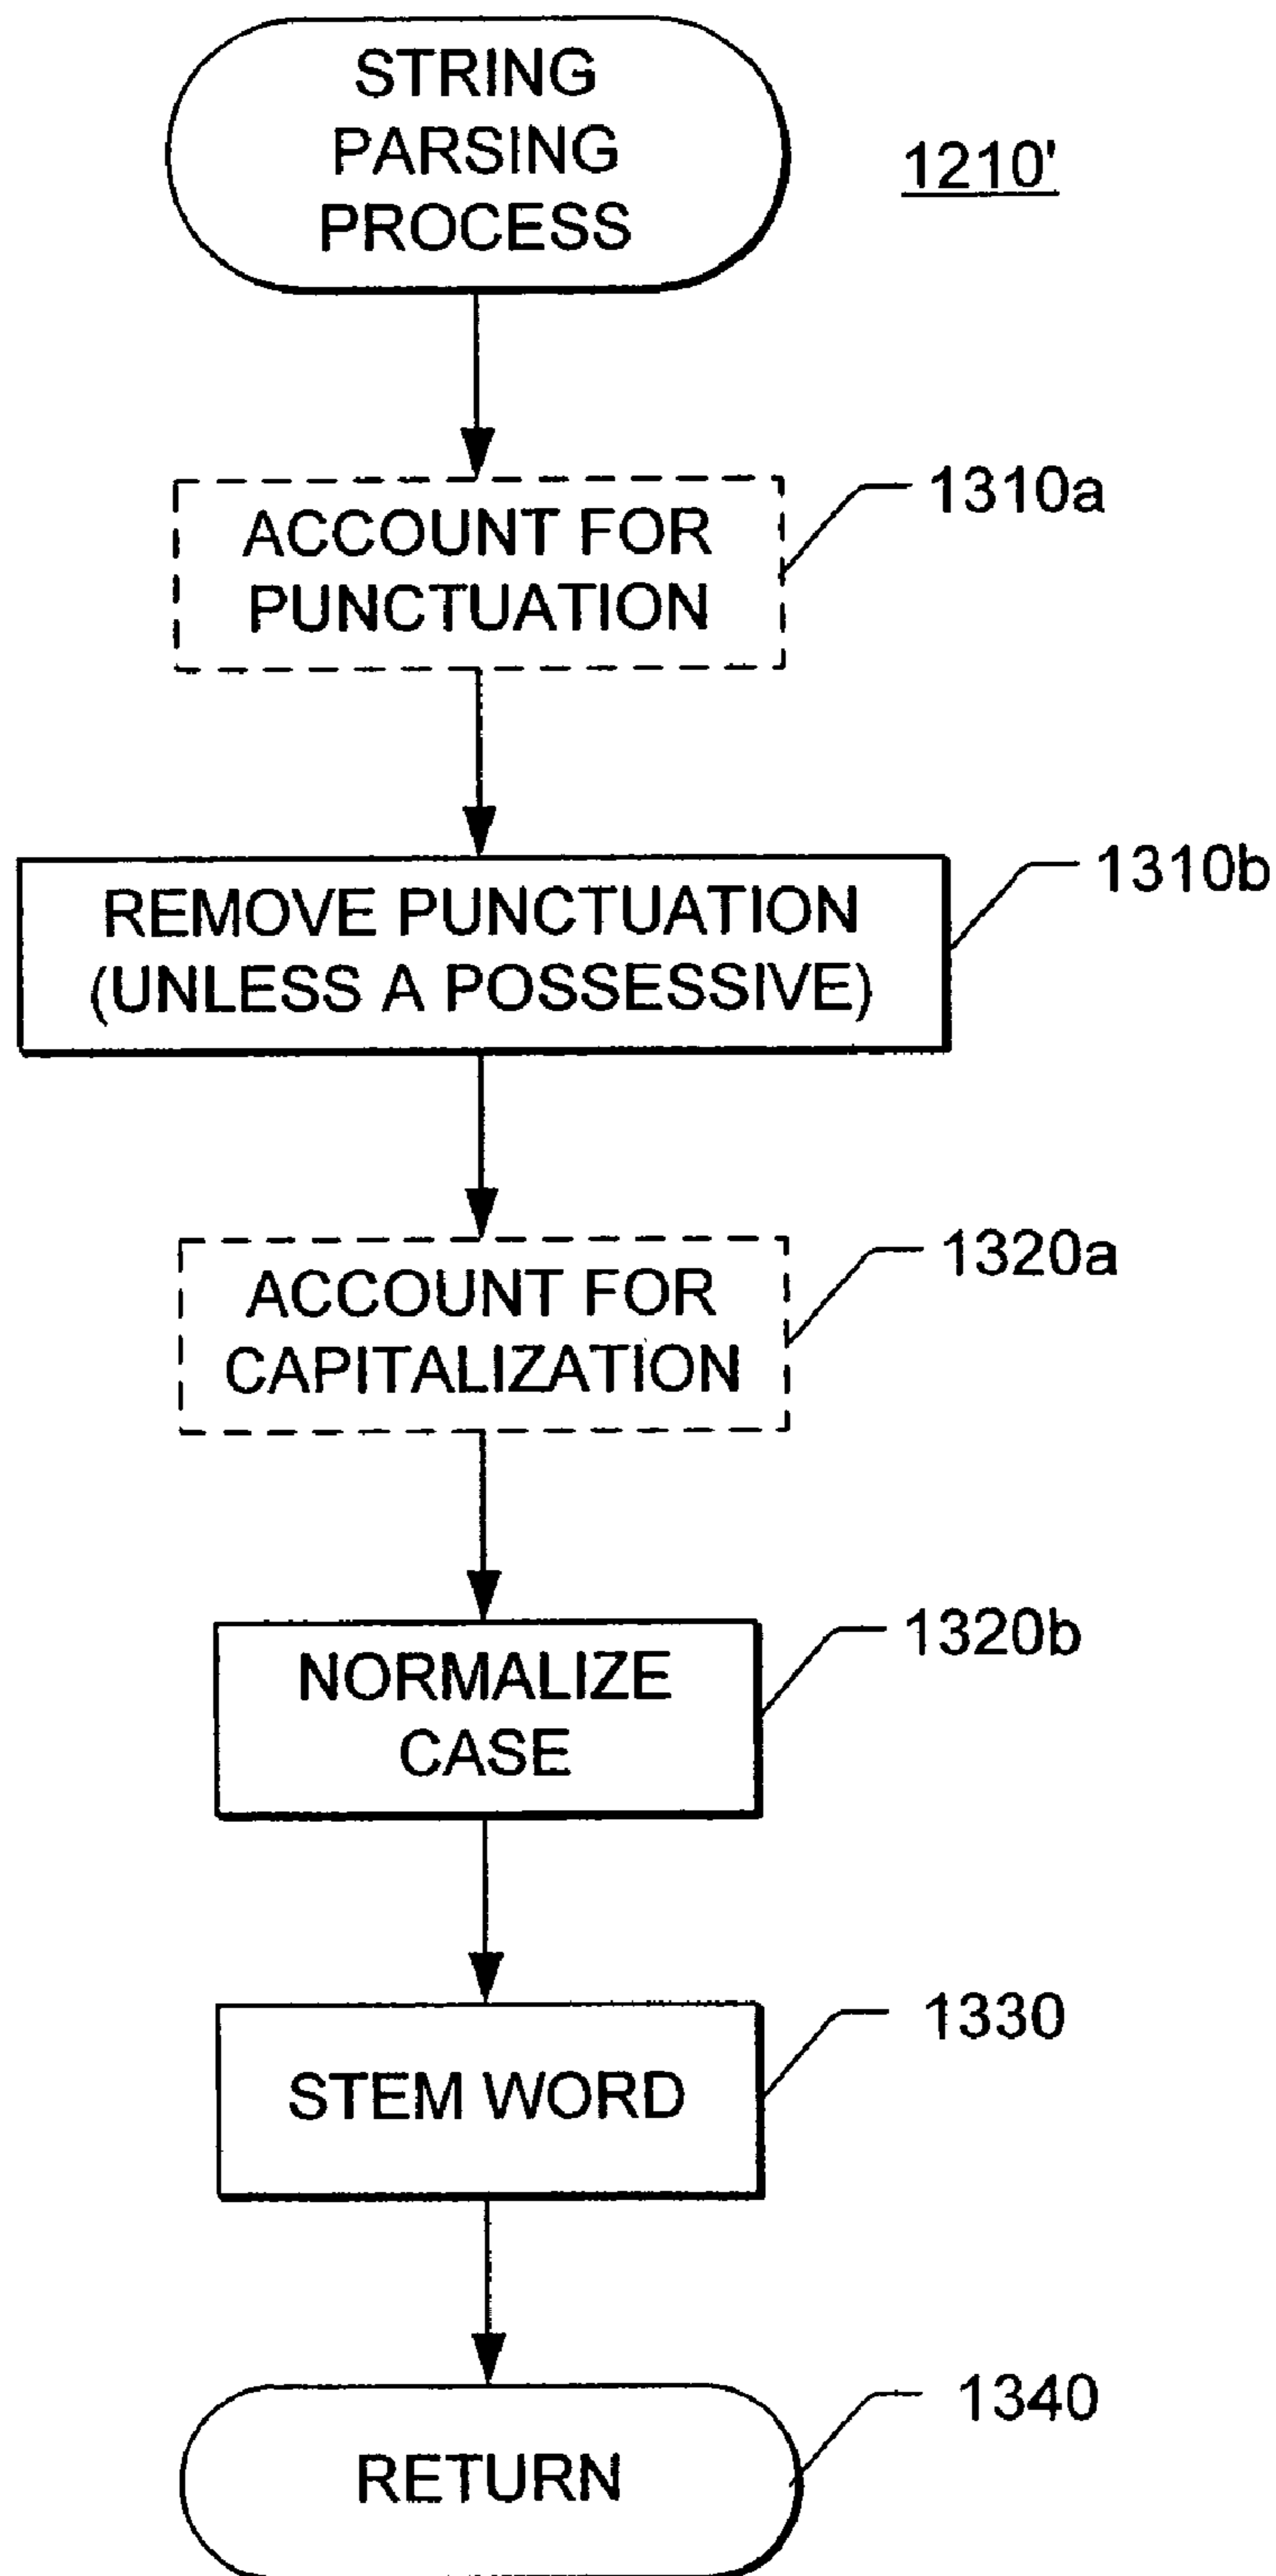 STRING
PARSING
PROCESS
1210'
ACCOUNT FOR
PUNCTUATION
1310a
REMOVE PUNCTUATION
(UNLESS A POSSESSIVE)
1310b
ACCOUNT FOR
CAPITALIZATION
1320a
NORMALIZE
CASE
1320b
STEM WORD
1330
RETURN
1340